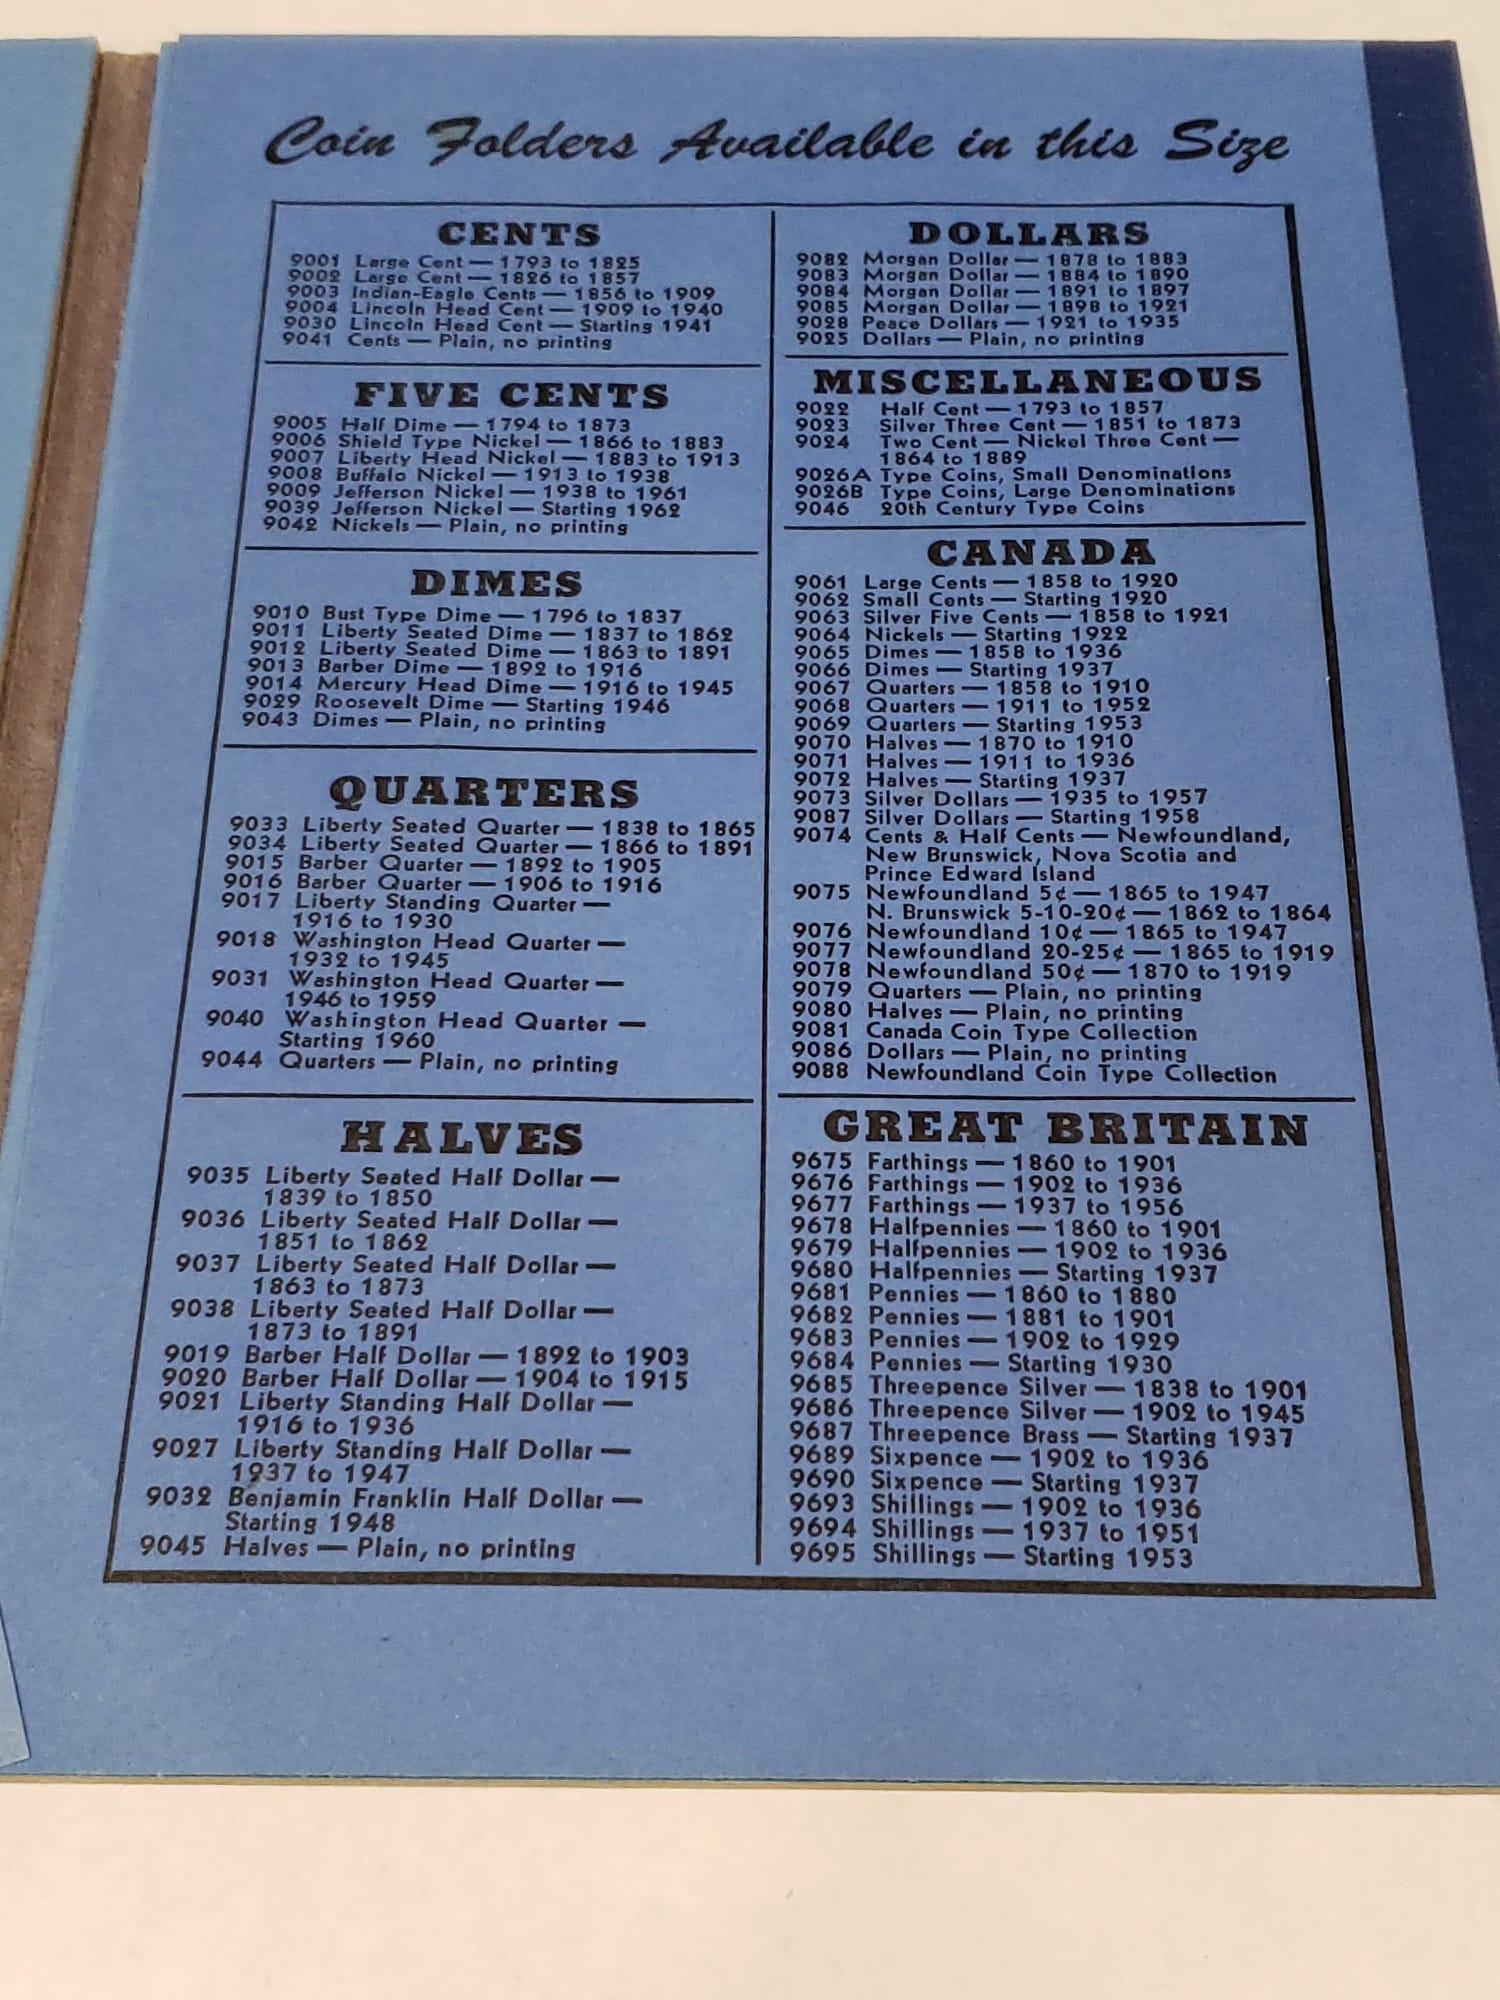 Coin Folders Available in this Size
CENTS
9001 Large Cent — 1793 to 1825
9002 Large Cent — 1826 to 1857
9003 Indian-Eagle Cents — 1856 to 1909
9004 Lincoln Head Cent — 1909 to 1940
9030 Lincoln Head Cent — Starting 1941
9041 Cents — Plain, no printing
FIVE CENTS
9005 Half Dime — 1794 to 1873
9006 Shield Type Nickel — 1866 to 1883
9007 Liberty Head Nickel — 1883 to 1913
9008 Buffalo Nickel — 1913 to 1938
9009 Jefferson Nickel — 1938 to 1961
9039 Jefferson Nickel — Starting 1962
9042 Nickels — Plain, no printing
DIMES
9010 Bust Type Dime — 1796 to 1837
9011 Liberty Seated Dime — 1837 to 1862
9012 Liberty Seated Dime — 1863 to 1891
9013 Barber Dime — 1892 to 1916
9014 Mercury Head Dime — 1916 to 1945
9029 Roosevelt Dime — Starting 1946
9043 Dimes — Plain, no printing
QUARTERS
9033 Liberty Seated Quarter — 1838 to 1865
9034 Liberty Seated Quarter — 1866 to 1891
9015 Barber Quarter — 1892 to 1905
9016 Barber Quarter — 1906 to 1916
9017 Liberty Standing Quarter —
1916 to 1930
9018 Washington Head Quarter —
1932 to 1945
9031 Washington Head Quarter —
1946 to 1959
9040 Washington Head Quarter —
Starting 1960
9044 Quarters — Plain, no printing
HALVES
9035 Liberty Seated Half Dollar —
1839 to 1850
9036 Liberty Seated Half Dollar —
1851 to 1862
9037 Liberty Seated Half Dollar —
1863 to 1873
9038 Liberty Seated Half Dollar —
1873 to 1891
9019 Barber Half Dollar — 1892 to 1903
9020 Barber Half Dollar — 1904 to 1915
9021 Liberty Standing Half Dollar —
1916 to 1936
9027 Liberty Standing Half Dollar —
1937 to 1947
9032 Benjamin Franklin Half Dollar —
Starting 1948
9045 Halves — Plain, no printing
DOLLARS
9082 Morgan Dollar — 1878 to 1883
9083 Morgan Dollar — 1884 to 1890
9084 Morgan Dollar — 1891 to 1897
9085 Morgan Dollar — 1898 to 1921
9028 Peace Dollars — 1921 to 1935
9025 Dollars — Plain, no printing
MISCELLANEOUS
9022 Half Cent — 1793 to 1857
9023 Silver Three Cent — 1851 to 1873
9024 Two Cent — Nickel Three Cent —
1864 to 1889
9026A Type Coins, Small Denominations
9026B Type Coins, Large Denominations
9046 20th Century Type Coins
CANADA
9061 Large Cents — 1858 to 1920
9062 Small Cents — Starting 1920
9063 Silver Five Cents — 1858 to 1921
9064 Nickels — Starting 1922
9065 Dimes — 1858 to 1936
9066 Dimes — Starting 1937
9067 Quarters — 1858 to 1910
9068 Quarters — 1911 to 1952
9069 Quarters — Starting 1953
9070 Halves — 1870 to 1910
9071 Halves — 1911 to 1936
9072 Halves — Starting 1937
9073 Silver Dollars — 1935 to 1957
9087 Silver Dollars — Starting 1958
9074 Cents & Half Cents — Newfoundland,
New Brunswick, Nova Scotia and
Prince Edward Island
9075 Newfoundland 5¢ — 1865 to 1947
N. Brunswick 5-10-20¢ — 1862 to 1864
9076 Newfoundland 10¢ — 1865 to 1947
9077 Newfoundland 20-25¢ — 1865 to 1919
9078 Newfoundland 50¢ — 1870 to 1919
9079 Quarters — Plain, no printing
9080 Halves — Plain, no printing
9081 Canada Coin Type Collection
9086 Dollars — Plain, no printing
9088 Newfoundland Coin Type Collection
GREAT BRITAIN
9675 Farthings — 1860 to 1901
9676 Farthings — 1902 to 1936
9677 Farthings — 1937 to 1956
9678 Halfpennies — 1860 to 1901
9679 Halfpennies — 1902 to 1936
9680 Halfpennies — Starting 1937
9681 Pennies — 1860 to 1880
9682 Pennies — 1881 to 1901
9683 Pennies — 1902 to 1929
9684 Pennies — Starting 1930
9685 Threepence Silver — 1838 to 1901
9686 Threepence Silver — 1902 to 1945
9687 Threepence Brass — Starting 1937
9689 Sixpence — 1902 to 1936
9690 Sixpence — Starting 1937
9693 Shillings — 1902 to 1936
9694 Shillings — 1937 to 1951
9695 Shillings — Starting 1953